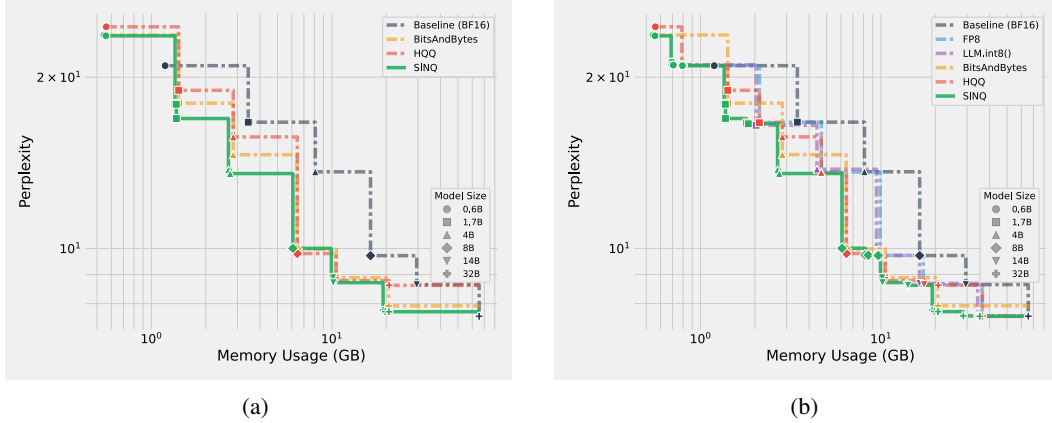 Baseline (BF16)
BitsAndBytes
HQQ
SINQ
2 × 10¹
10¹
Perplexity
Model Size
0,6B
1,7B
4B
8B
14B
32B
10⁰
10¹
Memory Usage (GB)
(a)
Baseline (BF16)
FP8
LLM.int8()
BitsAndBytes
HQQ
SINQ
2 × 10¹
10¹
Perplexity
Model Size
0,6B
1,7B
4B
8B
14B
32B
10⁰
10¹
Memory Usage (GB)
(b)